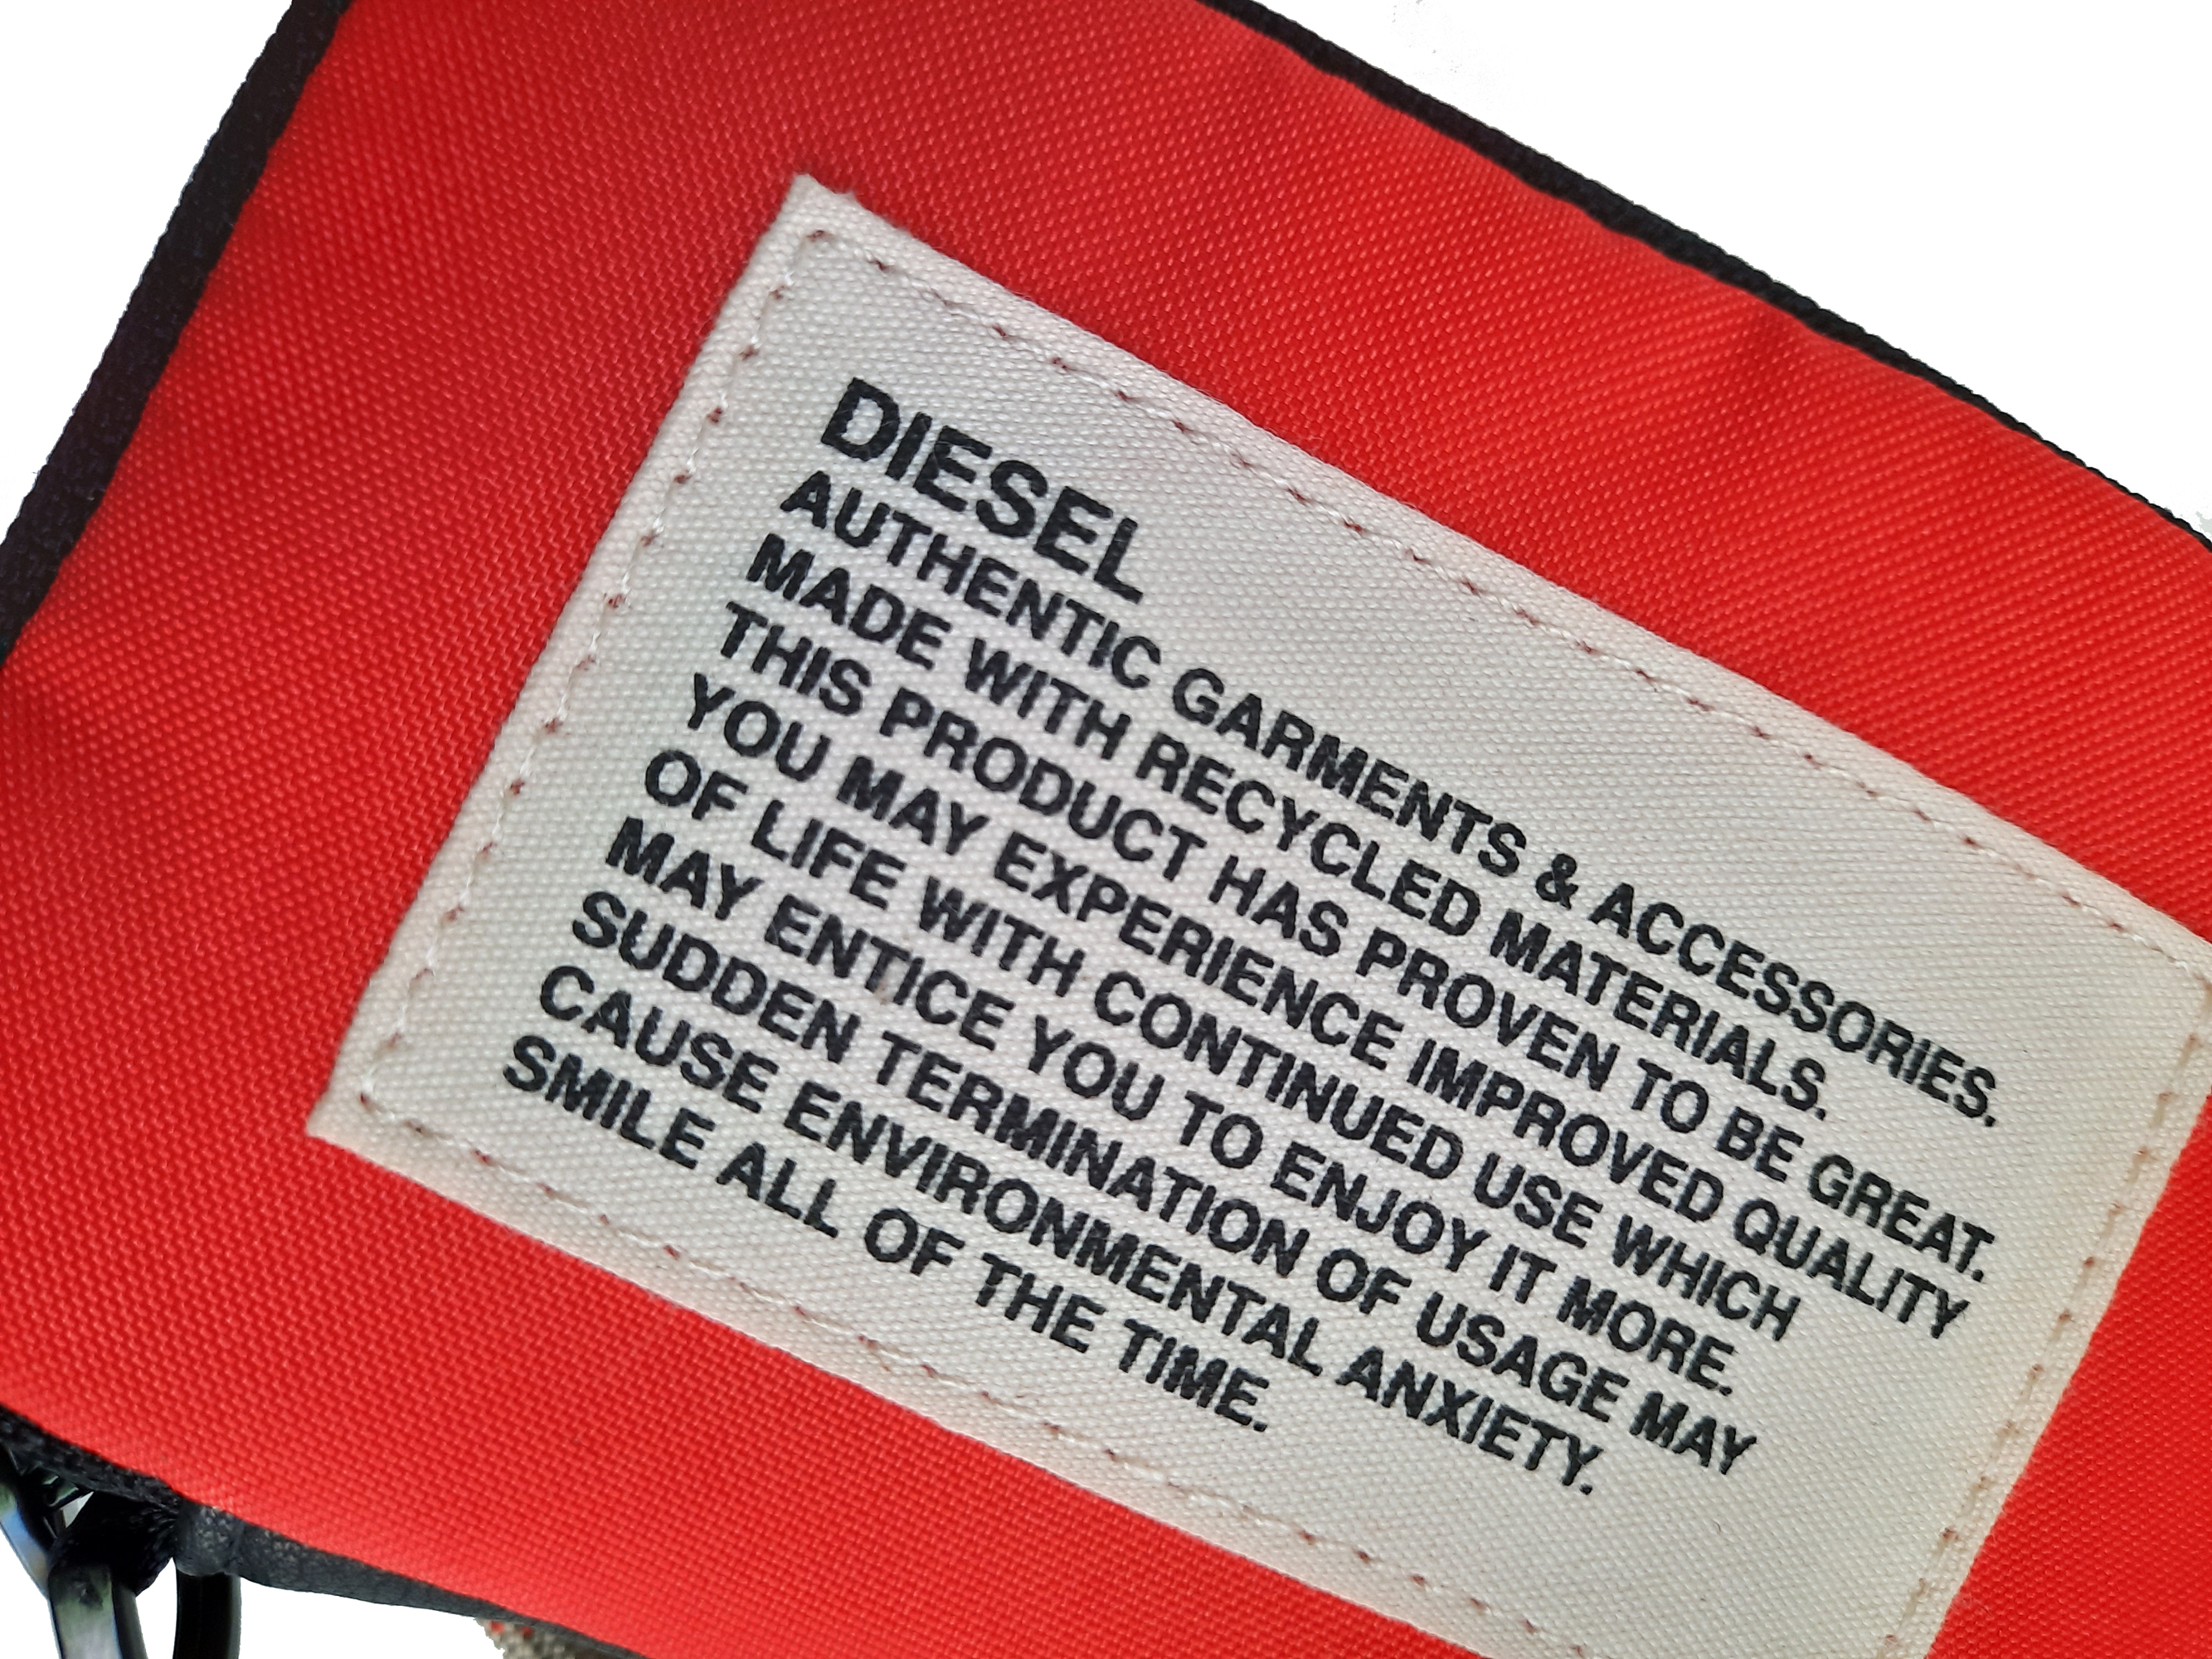 DIESEL
AUTHENTIC GARMENTS & ACCESSORIES.
MADE WITH RECYCLED MATERIALS.
THIS PRODUCT HAS PROVEN TO BE GREAT.
YOU MAY EXPERIENCE IMPROVED QUALITY
OF LIFE WITH CONTINUED USE WHICH
MAY ENTICE YOU TO ENJOY IT MORE.
SUDDEN TERMINATION OF USAGE MAY
CAUSE ENVIRONMENTAL ANXIETY.
SMILE ALL OF THE TIME.